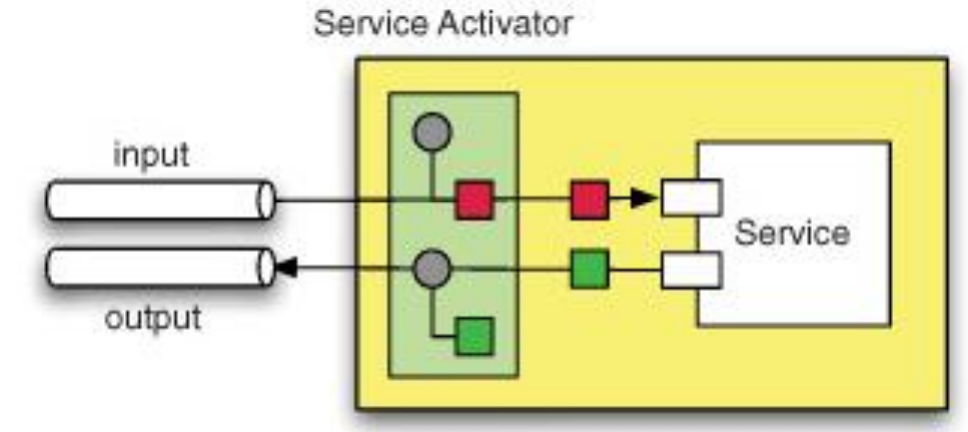 Service Activator
input
Service
output